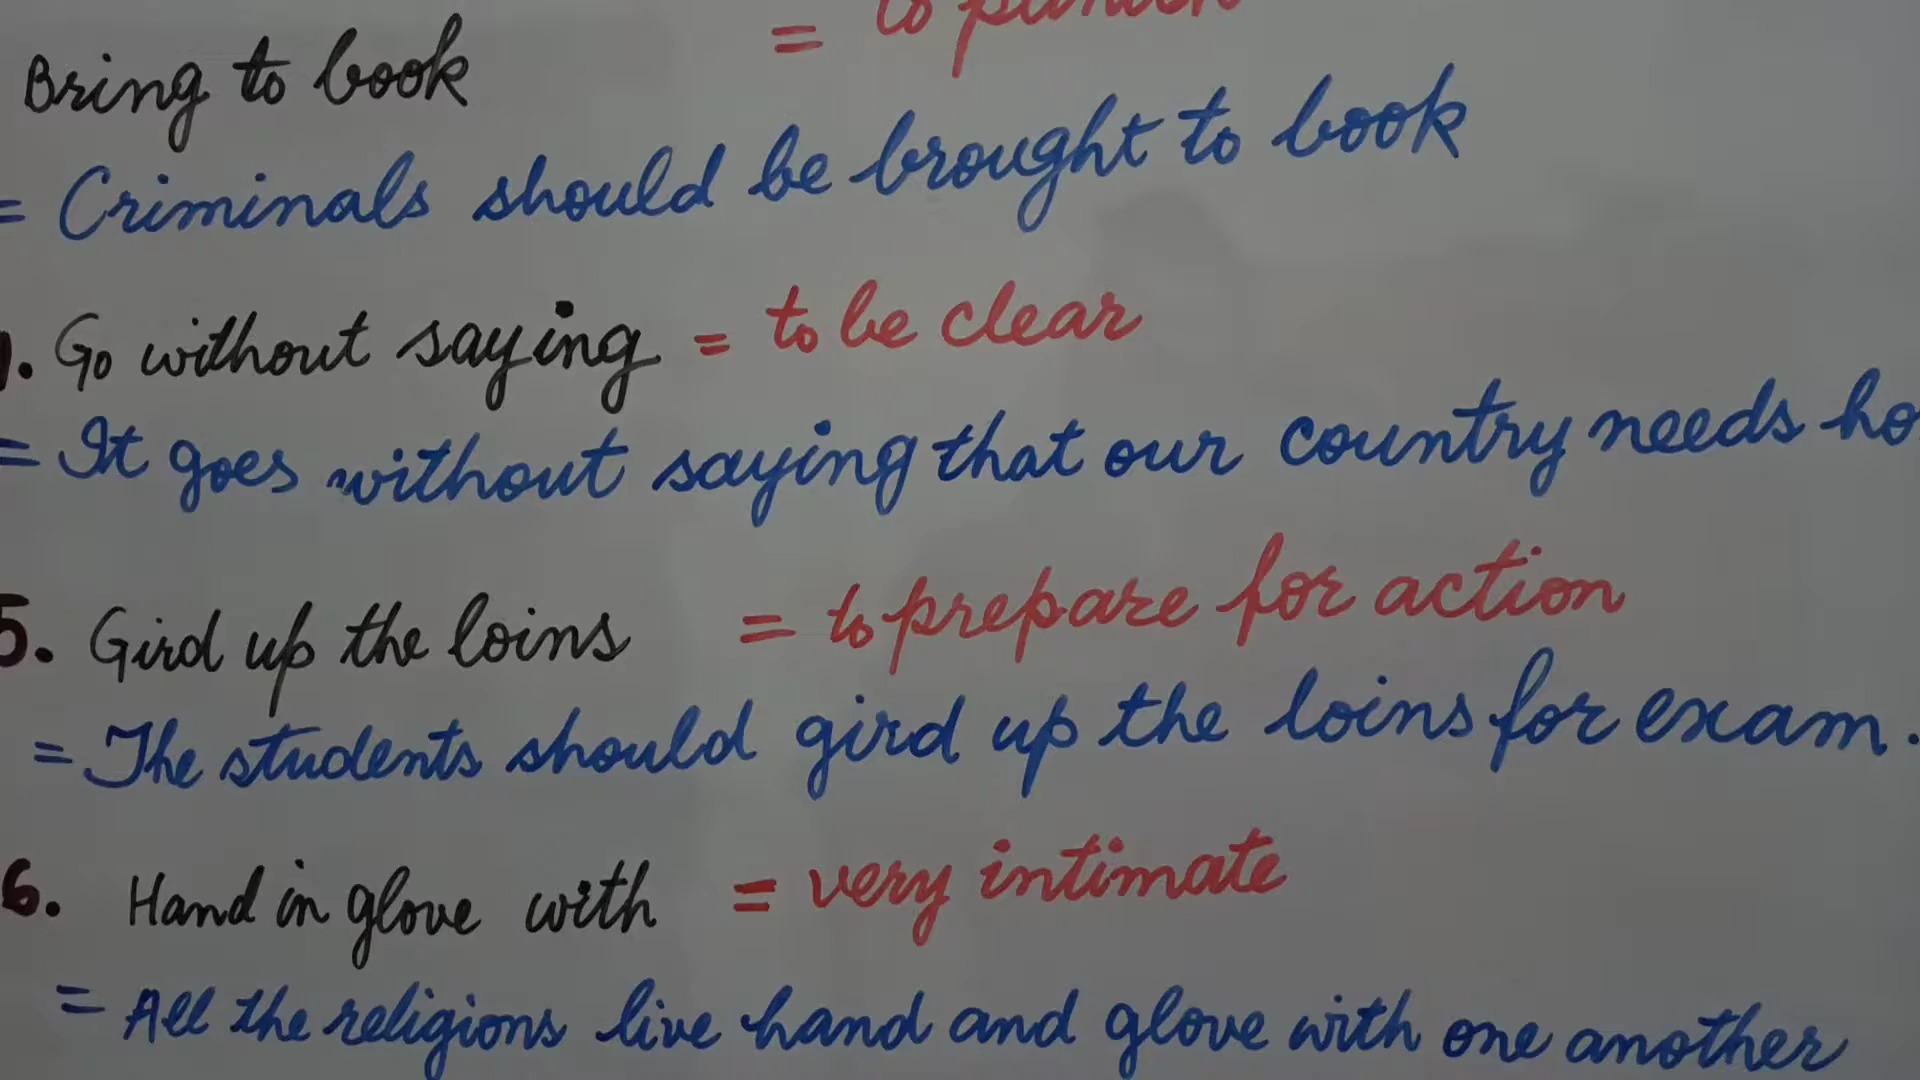 Bring to book = to punish
= Criminals should be brought to book
. Go without saying = to be clear
= It goes without saying that our country needs
5. Gird up the loins = to prepare for action
= The students should gird up the loins for exam.
6. Hand in glove with = very intimate
= All the religions live hand and glove with one another